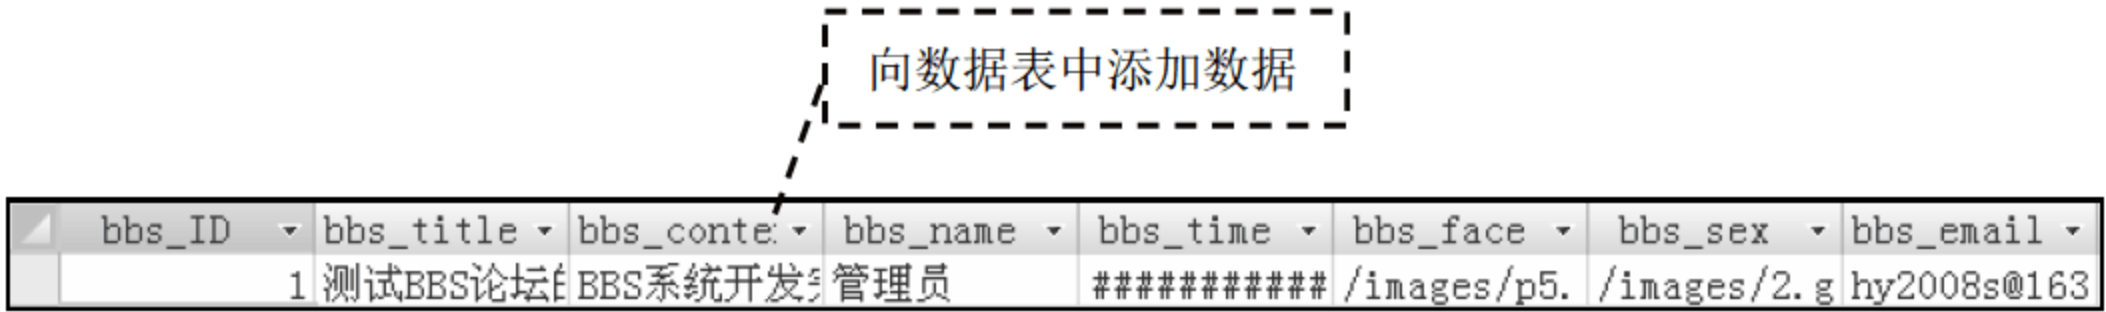 向数据表中添加数据
bbs_ID bbs_title bbs_conte bbs_name bbs_time bbs_face bbs_sex bbs_email
1 测试BBS论坛 BBS系统开发 管理员 ########### /images/p5. /images/2.g hy2008s@163